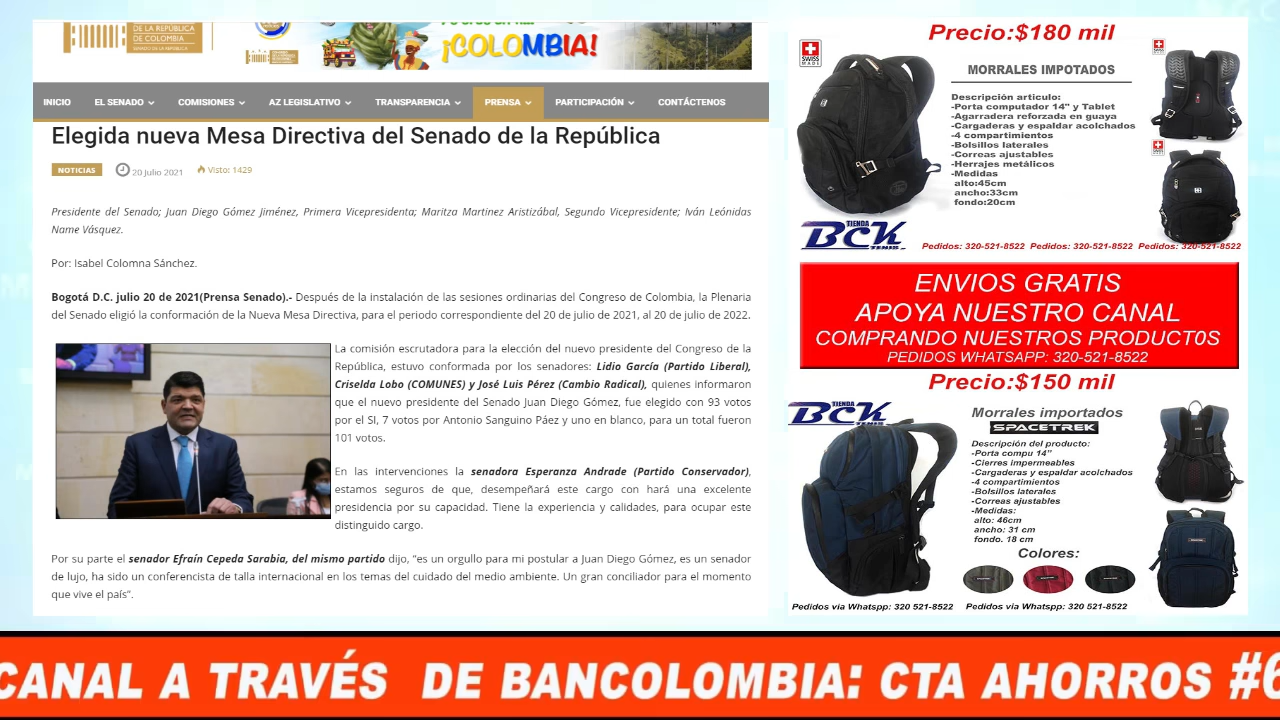 DE LA REPÚBLICA
DE COLOMBIA
¡COLOMBIA!
INICIO EL SENADO COMISIONES AZ LEGISLATIVO TRANSPARENCIA PRENSA PARTICIPACIÓN CONTÁCTENOS
Elegida nueva Mesa Directiva del Senado de la República
NOTICIAS 20 Julio 2021 Visto: 1429
Presidente del Senado; Juan Diego Gómez Jiménez, Primera Vicepresidenta; Maritza Martinez Aristizábal, Segundo Vicepresidente; Iván Leónidas
Name Vásquez.
Por: Isabel Colomna Sánchez.
Bogotá D.C. julio 20 de 2021(Prensa Senado).- Después de la instalación de las sesiones ordinarias del Congreso de Colombia, la Plenaria
del Senado eligió la conformación de la Nueva Mesa Directiva, para el periodo correspondiente del 20 de julio de 2021, al 20 de julio de 2022.
La comisión escrutadora para la elección del nuevo presidente del Congreso de la
República, estuvo conformada por los senadores: Lidio García (Partido Liberal),
Criselda Lobo (COMUNES) y José Luis Pérez (Cambio Radical), quienes informaron
que el nuevo presidente del Senado Juan Diego Gómez, fue elegido con 93 votos
por el SI, 7 votos por Antonio Sanguino Páez y uno en blanco, para un total fueron
101 votos.
En las intervenciones la senadora Esperanza Andrade (Partido Conservador),
estamos seguros de que, desempeñará este cargo con hará una excelente
presidencia por su capacidad. Tiene la experiencia y calidades, para ocupar este
distinguido cargo.
Por su parte el senador Efraín Cepeda Sarabia, del mismo partido dijo, “es un orgullo para mi postular a Juan Diego Gómez, es un senador
de lujo, ha sido un conferencista de talla internacional en los temas del cuidado del medio ambiente. Un gran conciliador para el momento
que vive el país”.
Precio:$180 mil
SWISS
MADE
MORRALES IMPOTADOS
Descripción articulo:
-Porta computador 14" y Tablet
-Agarradera reforzada en guaya
-Cargaderas y espaldar acolchados
-4 compartimientos
-Bolsillos laterales
-Correas ajustables
-Herrajes metálicos
-Medidas
alto:45cm
ancho:33cm
fondo:20cm
TIENDA
BCK
TENIS
Pedidos: 320-521-8522 Pedidos: 320-521-8522 Pedidos: 320-521-8522
ENVIOS GRATIS
APOYA NUESTRO CANAL
COMPRANDO NUESTROS PRODUCT0S
PEDIDOS WHATSAPP: 320-521-8522
Precio:$150 mil
TIENDA
BCK
TENIS
Morrales importados
SPACETREK
Descripción del producto:
-Porta compu 14”
-Cierres impermeables
-Cargaderas y espaldar acolchados
-4 compartimientos
-Bolsillos laterales
-Correas ajustables
-Medidas:
alto: 46cm
ancho: 31 cm
fondo. 18 cm
Colores:
Pedidos via Whatspp: 320 521-8522 Pedidos via Whatspp: 320 521-8522
CANAL A TRAVÉS DE BANCOLOMBIA: CTA AHORROS #6